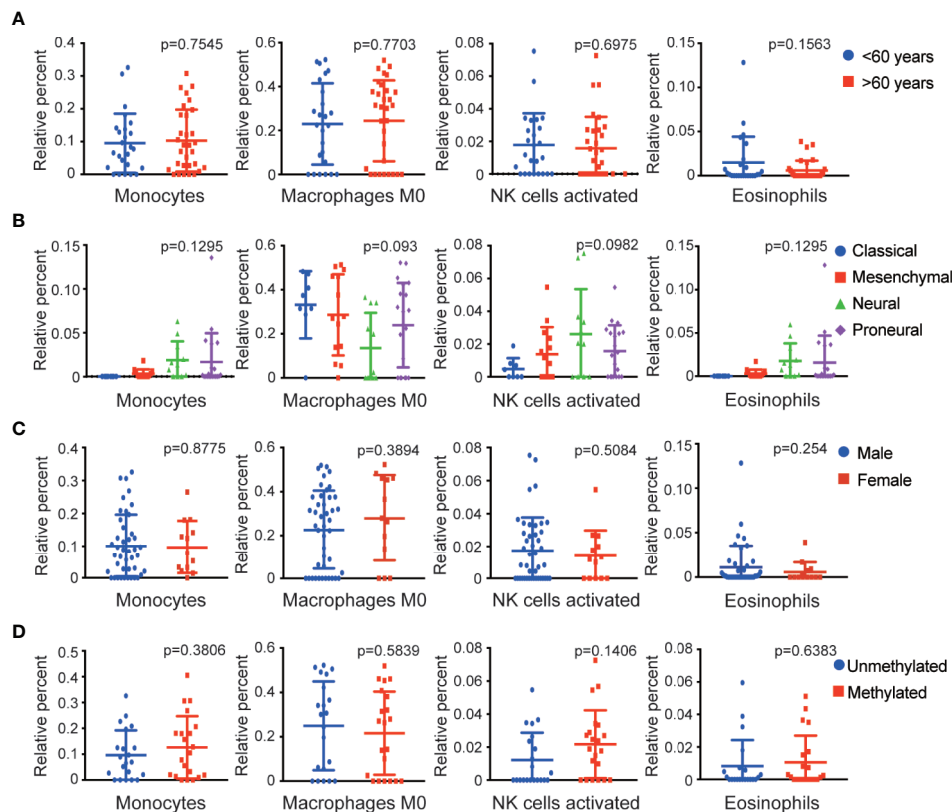 A
Relative percent
0.4
0.3
0.2
0.1
0
p=0.7545
Monocytes
Relative percent
0.6
0.4
0.2
0
p=0.7703
Macrophages M0
Relative percent
0.08
0.06
0.04
0.02
0
p=0.6975
NK cells activated
Relative percent
0.15
0.10
0.05
0
p=0.1563
Eosinophils
<60 years
>60 years
B
Relative percent
0.15
0.10
0.05
0
p=0.1295
Monocytes
Relative percent
0.6
0.4
0.2
0
p=0.093
Macrophages M0
Relative percent
0.08
0.06
0.04
0.02
0
p=0.0982
NK cells activated
Relative percent
0.15
0.10
0.05
0
p=0.1295
Eosinophils
Classical
Mesenchymal
Neural
Proneural
C
Relative percent
0.4
0.3
0.2
0.1
0
p=0.8775
Monocytes
Relative percent
0.6
0.4
0.2
0
p=0.3894
Macrophages M0
Relative percent
0.08
0.06
0.04
0.02
0
p=0.5084
NK cells activated
Relative percent
0.15
0.10
0.05
0
p=0.254
Eosinophils
Male
Female
D
Relative percent
0.5
0.4
0.3
0.2
0.1
0
p=0.3806
Monocytes
Relative percent
0.6
0.4
0.2
0
p=0.5839
Macrophages M0
Relative percent
0.08
0.06
0.04
0.02
0
p=0.1406
NK cells activated
Relative percent
0.08
0.06
0.04
0.02
0
p=0.6383
Eosinophils
Unmethylated
Methylated